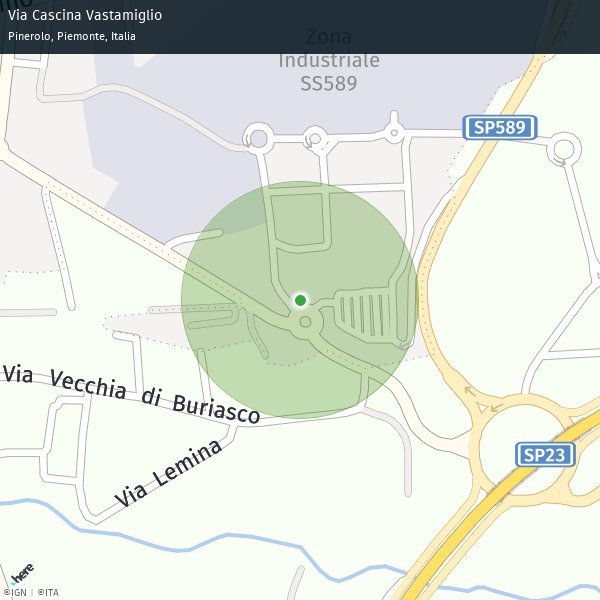 Via Cascina Vastamiglio
Pinerolo, Piemonte, Italia
Zona
Industriale
SS589
SP589
Via Vecchia di Buriasco
Via Lemina
SP23
here
©IGN | ©ITA